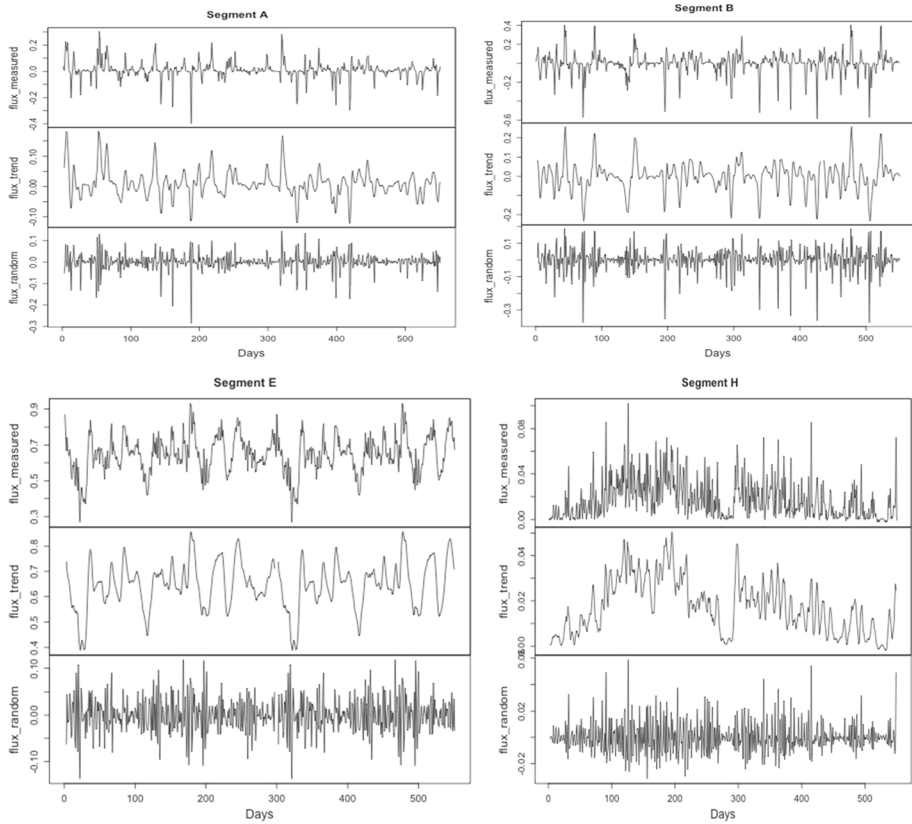 Segment A
flux_measured
-0.4 -0.2 0.0 0.2
flux_trend
-0.10 0.00 0.10
flux_random
-0.3 -0.2 -0.1 0.0 0.1
0 100 200 300 400 500
Days
Segment B
flux_measured
-0.6 -0.2 0.2 0.4
flux_trend
-0.2 0.0 0.1 0.2
flux_random
-0.3 -0.1 0.1
0 100 200 300 400 500
Days
Segment E
flux_measured
0.3 0.5 0.7 0.9
flux_trend
0.4 0.5 0.6 0.7 0.8
flux_random
-0.10 0.00 0.10
0 100 200 300 400 500
Days
Segment H
flux_measured
0.00 0.04 0.08
flux_trend
0.00 0.02 0.04
flux_random
-0.02 0.02
0 100 200 300 400 500
Days